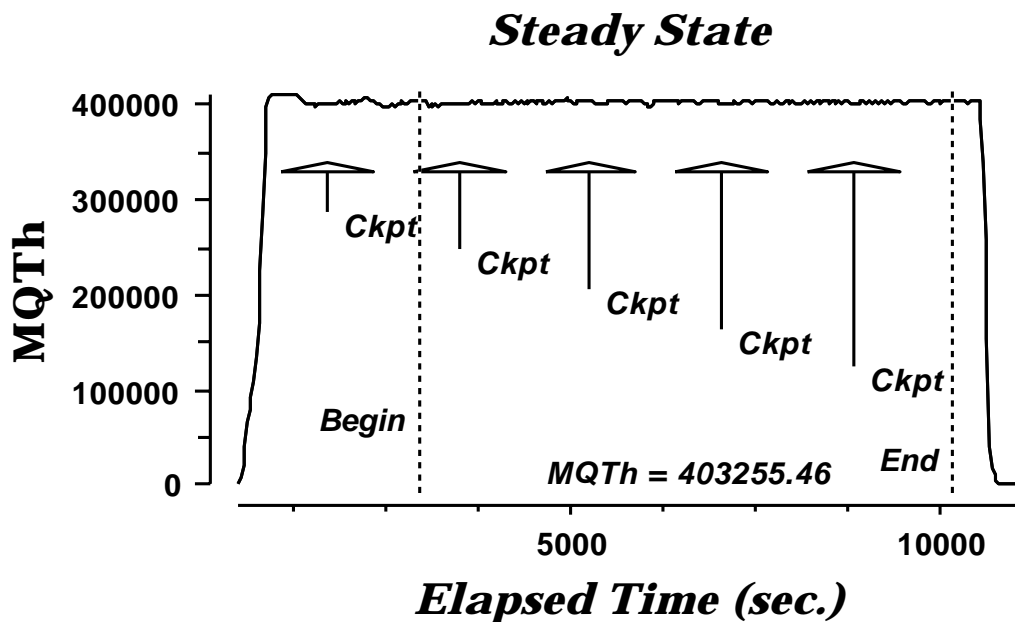 Steady State
MQTh
400000
300000
200000
100000
0
Ckpt
Ckpt
Ckpt
Ckpt
Ckpt
Begin
End
MQTh = 403255.46
5000
10000
Elapsed Time (sec.)